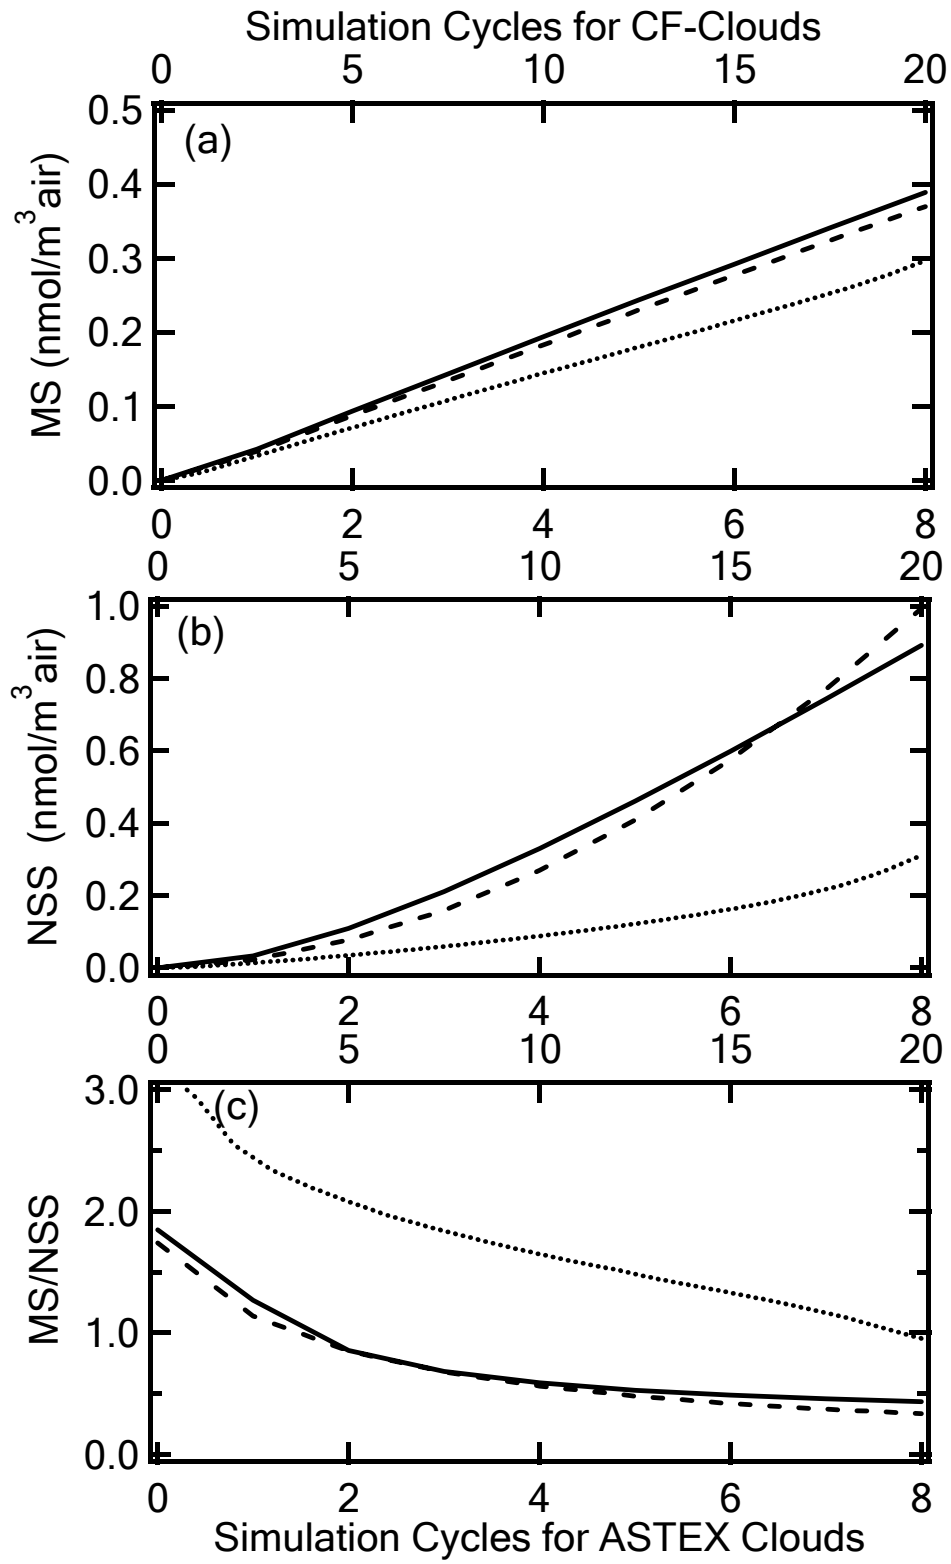 Simulation Cycles for CF-Clouds
0 5 10 15 20
(a)
MS (nmol/m³ air)
0.5
0.4
0.3
0.2
0.1
0.0
0 2 4 6 8
0 5 10 15 20
(b)
NSS (nmol/m³ air)
1.0
0.8
0.6
0.4
0.2
0.0
0 2 4 6 8
0 5 10 15 20
(c)
MS/NSS
3.0
2.0
1.0
0.0
0 2 4 6 8
Simulation Cycles for ASTEX Clouds